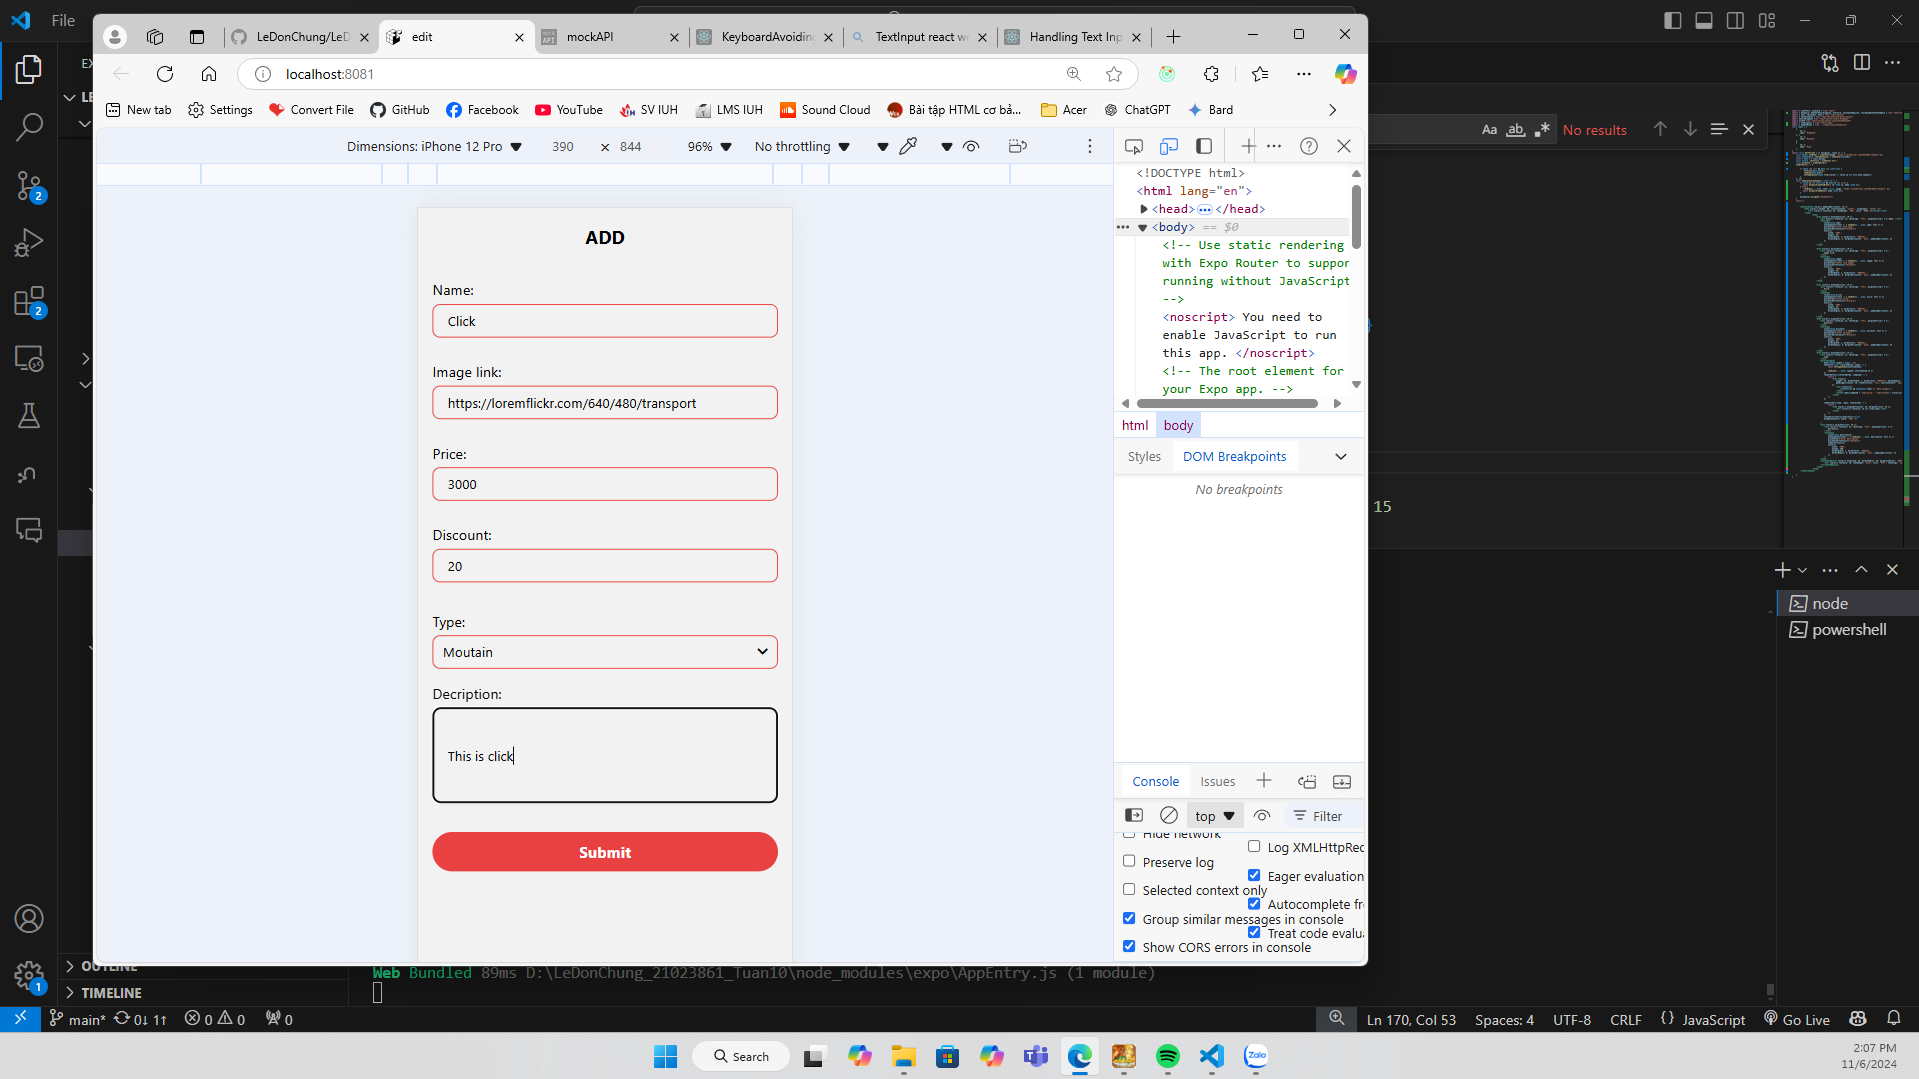 File
LeDonChung/LeD
edit
mockAPI
KeyboardAvoiding
TextInput react w
Handling Text Inp
localhost:8081
New tab
Settings
Convert File
GitHub
Facebook
YouTube
SV IUH
LMS IUH
Sound Cloud
Bài tập HTML cơ bả...
Acer
ChatGPT
Bard
Aa
ab
No results
Dimensions: iPhone 12 Pro
390 × 844
96%
No throttling
ADD
Name:
Click
Image link:
https://loremflickr.com/640/480/transport
Price:
3000
Discount:
20
Type:
Moutain
Decription:
This is click
Submit
<!DOCTYPE html>
<html lang="en">
<head> ••• </head>
••• <body> == $0
<!-- Use static rendering
with Expo Router to suppor
running without JavaScript
-->
<noscript> You need to
enable JavaScript to run
this app. </noscript>
<!-- The root element for
your Expo app. -->
html body
Styles DOM Breakpoints
No breakpoints
Console Issues
top
Filter
Hide network
Log XMLHttpRec
Preserve log
Eager evaluation
Selected context only
Autocomplete fr
Group similar messages in console
Treat code evalua
Show CORS errors in console
15
node
powershell
OUTLINE
TIMELINE
Web Bundled 89ms D:\LeDonChung_21023861_Tuan10\node_modules\expo\AppEntry.js (1 module)
main* 0↓ 1↑ 0 0 0
Ln 170, Col 53
Spaces: 4
UTF-8
CRLF
{} JavaScript
Go Live
Search
Zalo
2:07 PM
11/6/2024
2
2
1